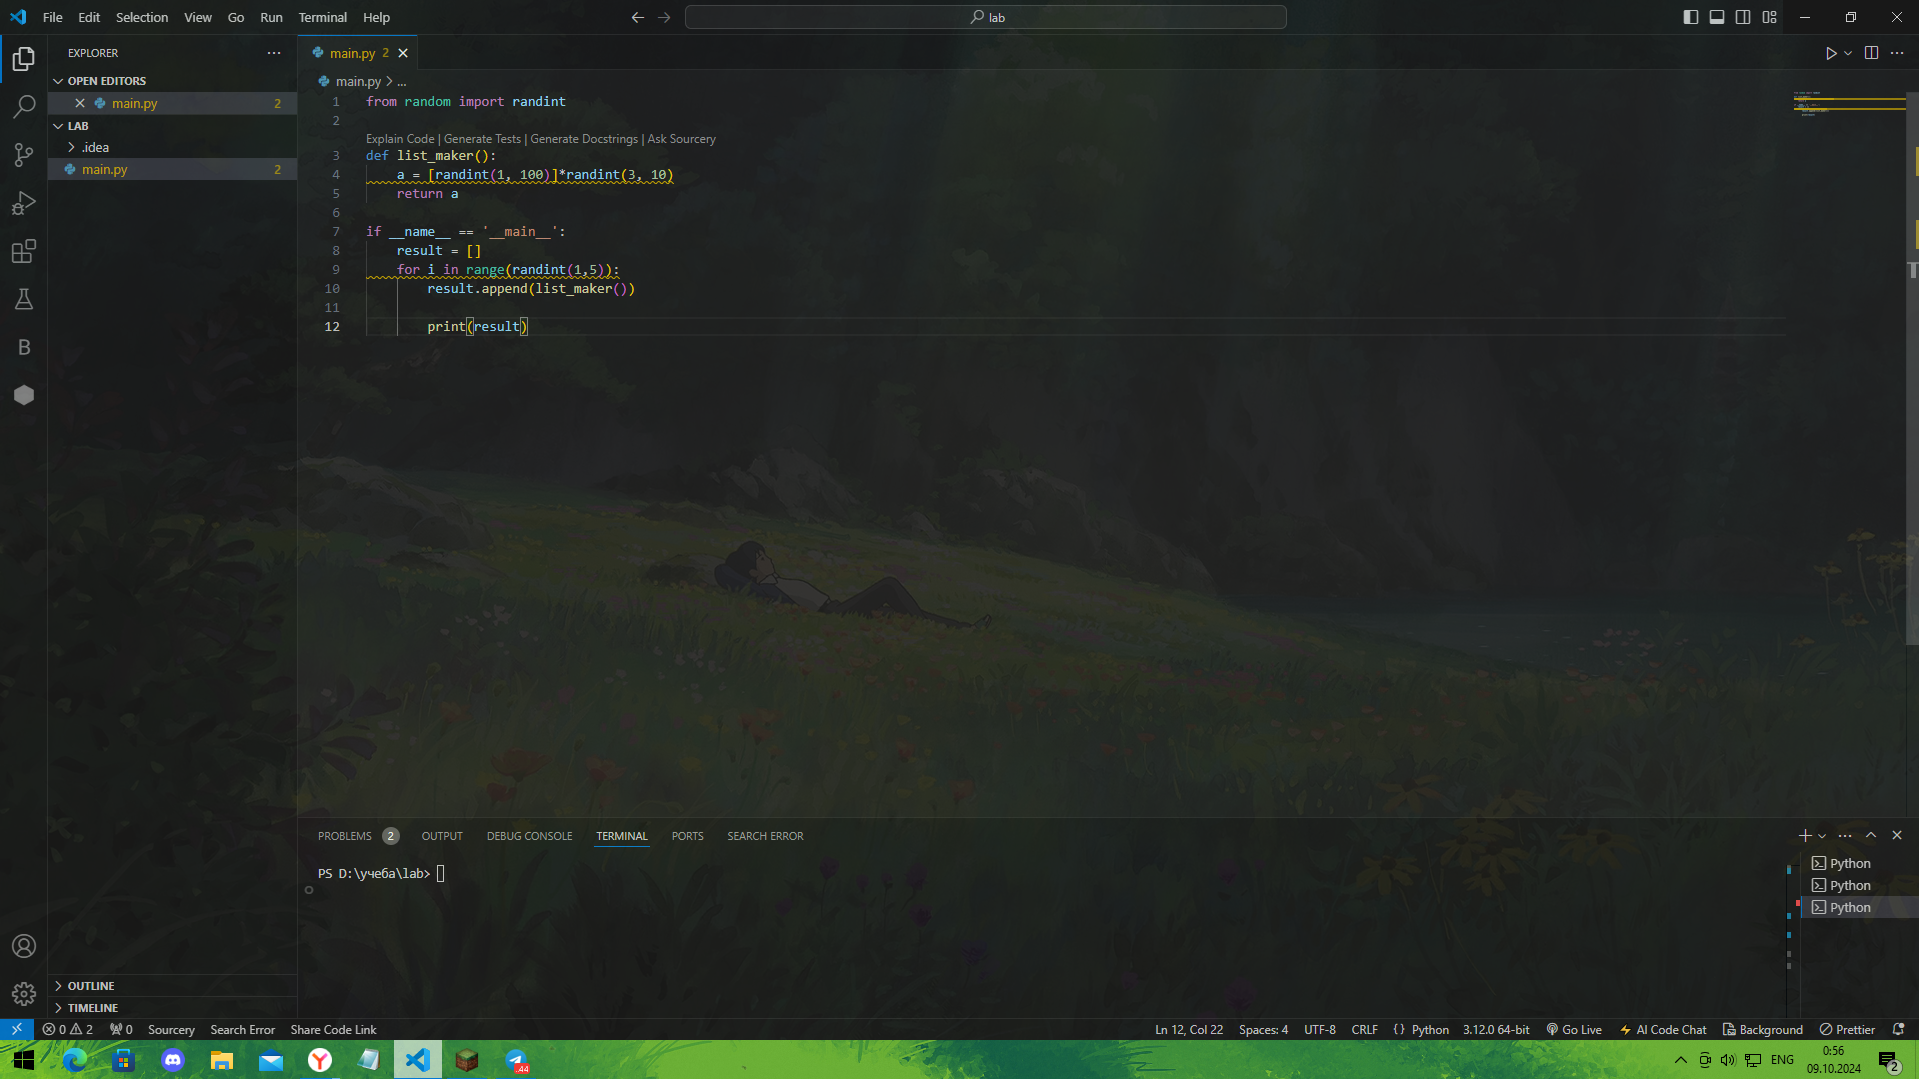 File Edit Selection View Go Run Terminal Help
lab
EXPLORER
OPEN EDITORS
main.py 2
LAB
.idea
main.py 2
main.py 2
main.py > ...
1 from random import randint
2
Explain Code | Generate Tests | Generate Docstrings | Ask Sourcery
3 def list_maker():
4 a = [randint(1, 100)]*randint(3, 10)
5 return a
6
7 if __name__ == '__main__':
8 result = []
9 for i in range(randint(1,5)):
10 result.append(list_maker())
11
12 print(result)
PROBLEMS 2 OUTPUT DEBUG CONSOLE TERMINAL PORTS SEARCH ERROR
PS D:\учеба\lab>
Python
Python
Python
OUTLINE
TIMELINE
0 2 0 Sourcery Search Error Share Code Link
Ln 12, Col 22 Spaces: 4 UTF-8 CRLF {} Python 3.12.0 64-bit Go Live AI Code Chat Background Prettier
44
ENG
0:56
09.10.2024
2